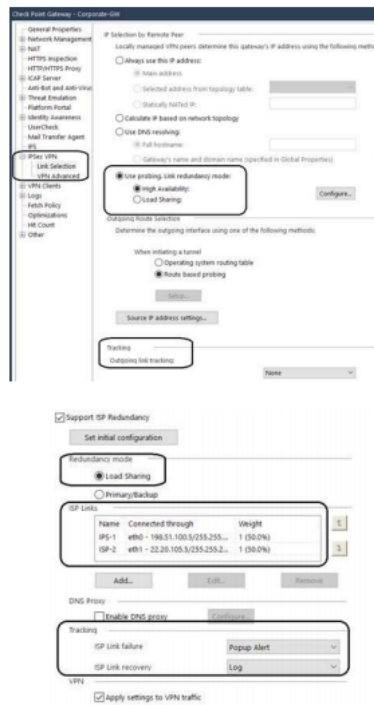 Check Point Gateway - Corporate-GW
General Properties
Network Management
NAT
HTTPS Inspection
HTTP/HTTPS Proxy
ICAP Server
Anti-Bot and Anti-Virus
Threat Emulation
Platform Portal
Identity Awareness
UserCheck
Mail Transfer Agent
IPS
IPSec VPN
Link Selection
VPN Advanced
VPN Clients
Logs
Fetch Policy
Optimizations
Hit Count
Other
IP Selection by Remote Peer
Locally managed VPN peers determine this gateway's IP address using the following meth
Always use this IP address:
Main address
Selected address from topology table:
Statically NATed IP:
Calculate IP based on network topology
Use DNS resolving:
Full hostname:
Gateway's name and domain name (specified in Global Properties)
Use probing. Link redundancy mode:
High Availability:
Load Sharing:
Configure...
Outgoing Route Selection
Determine the outgoing interface using one of the following methods:
When initiating a tunnel
Operating system routing table
Route based probing
Setup...
Source IP address settings...
Tracking
Outgoing link tracking:
None
Support ISP Redundancy
Set initial configuration
Redundancy mode
Load Sharing
Primary/Backup
ISP Links
Name Connected through Weight
IPS-1 eth0 - 198.51.100.5/255.255.... 1 (50.0%)
ISP-2 eth1 - 22.20.105.5/255.255.2... 1 (50.0%)
Add... Edit... Remove
DNS Proxy
Enable DNS proxy Configure...
Tracking
ISP Link failure Popup Alert
ISP Link recovery Log
VPN
Apply settings to VPN traffic